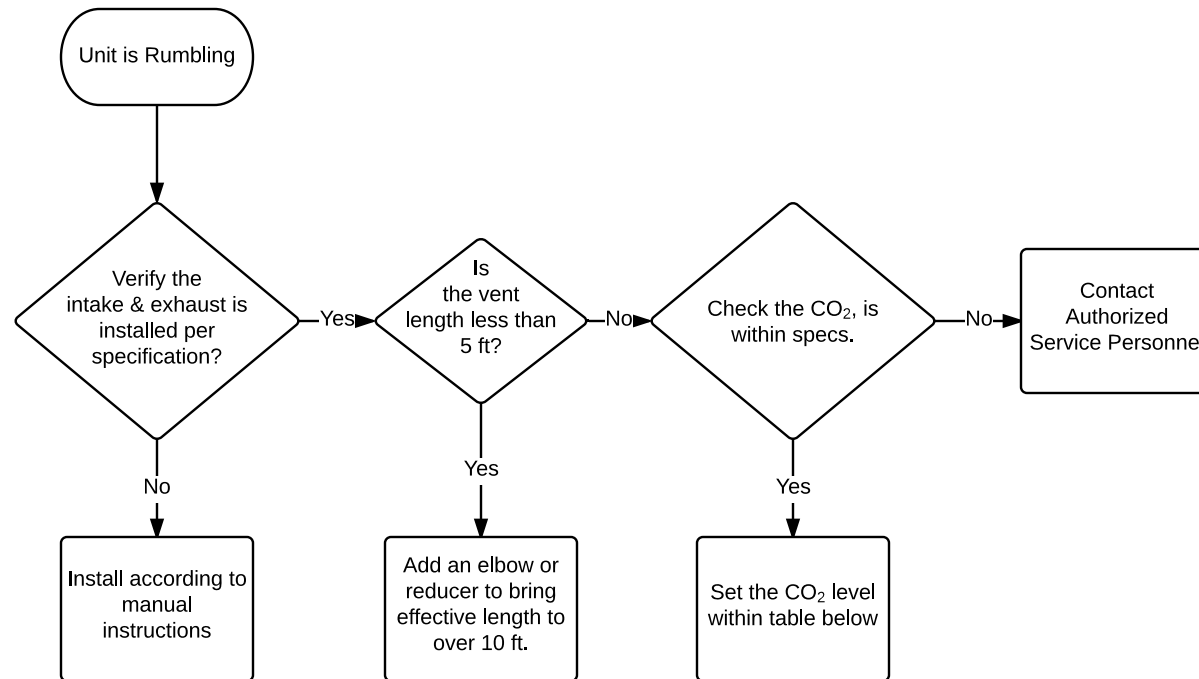 Unit is Rumbling
Verify the
intake & exhaust is
installed per
specification?
Yes
Is
the vent
length less than
5 ft?
No
Check the CO₂, is
within specs.
No
Contact
Authorized
Service Personne
No
Yes
Yes
Install according to
manual
instructions
Add an elbow or
reducer to bring
effective length to
over 10 ft.
Set the CO₂ level
within table below